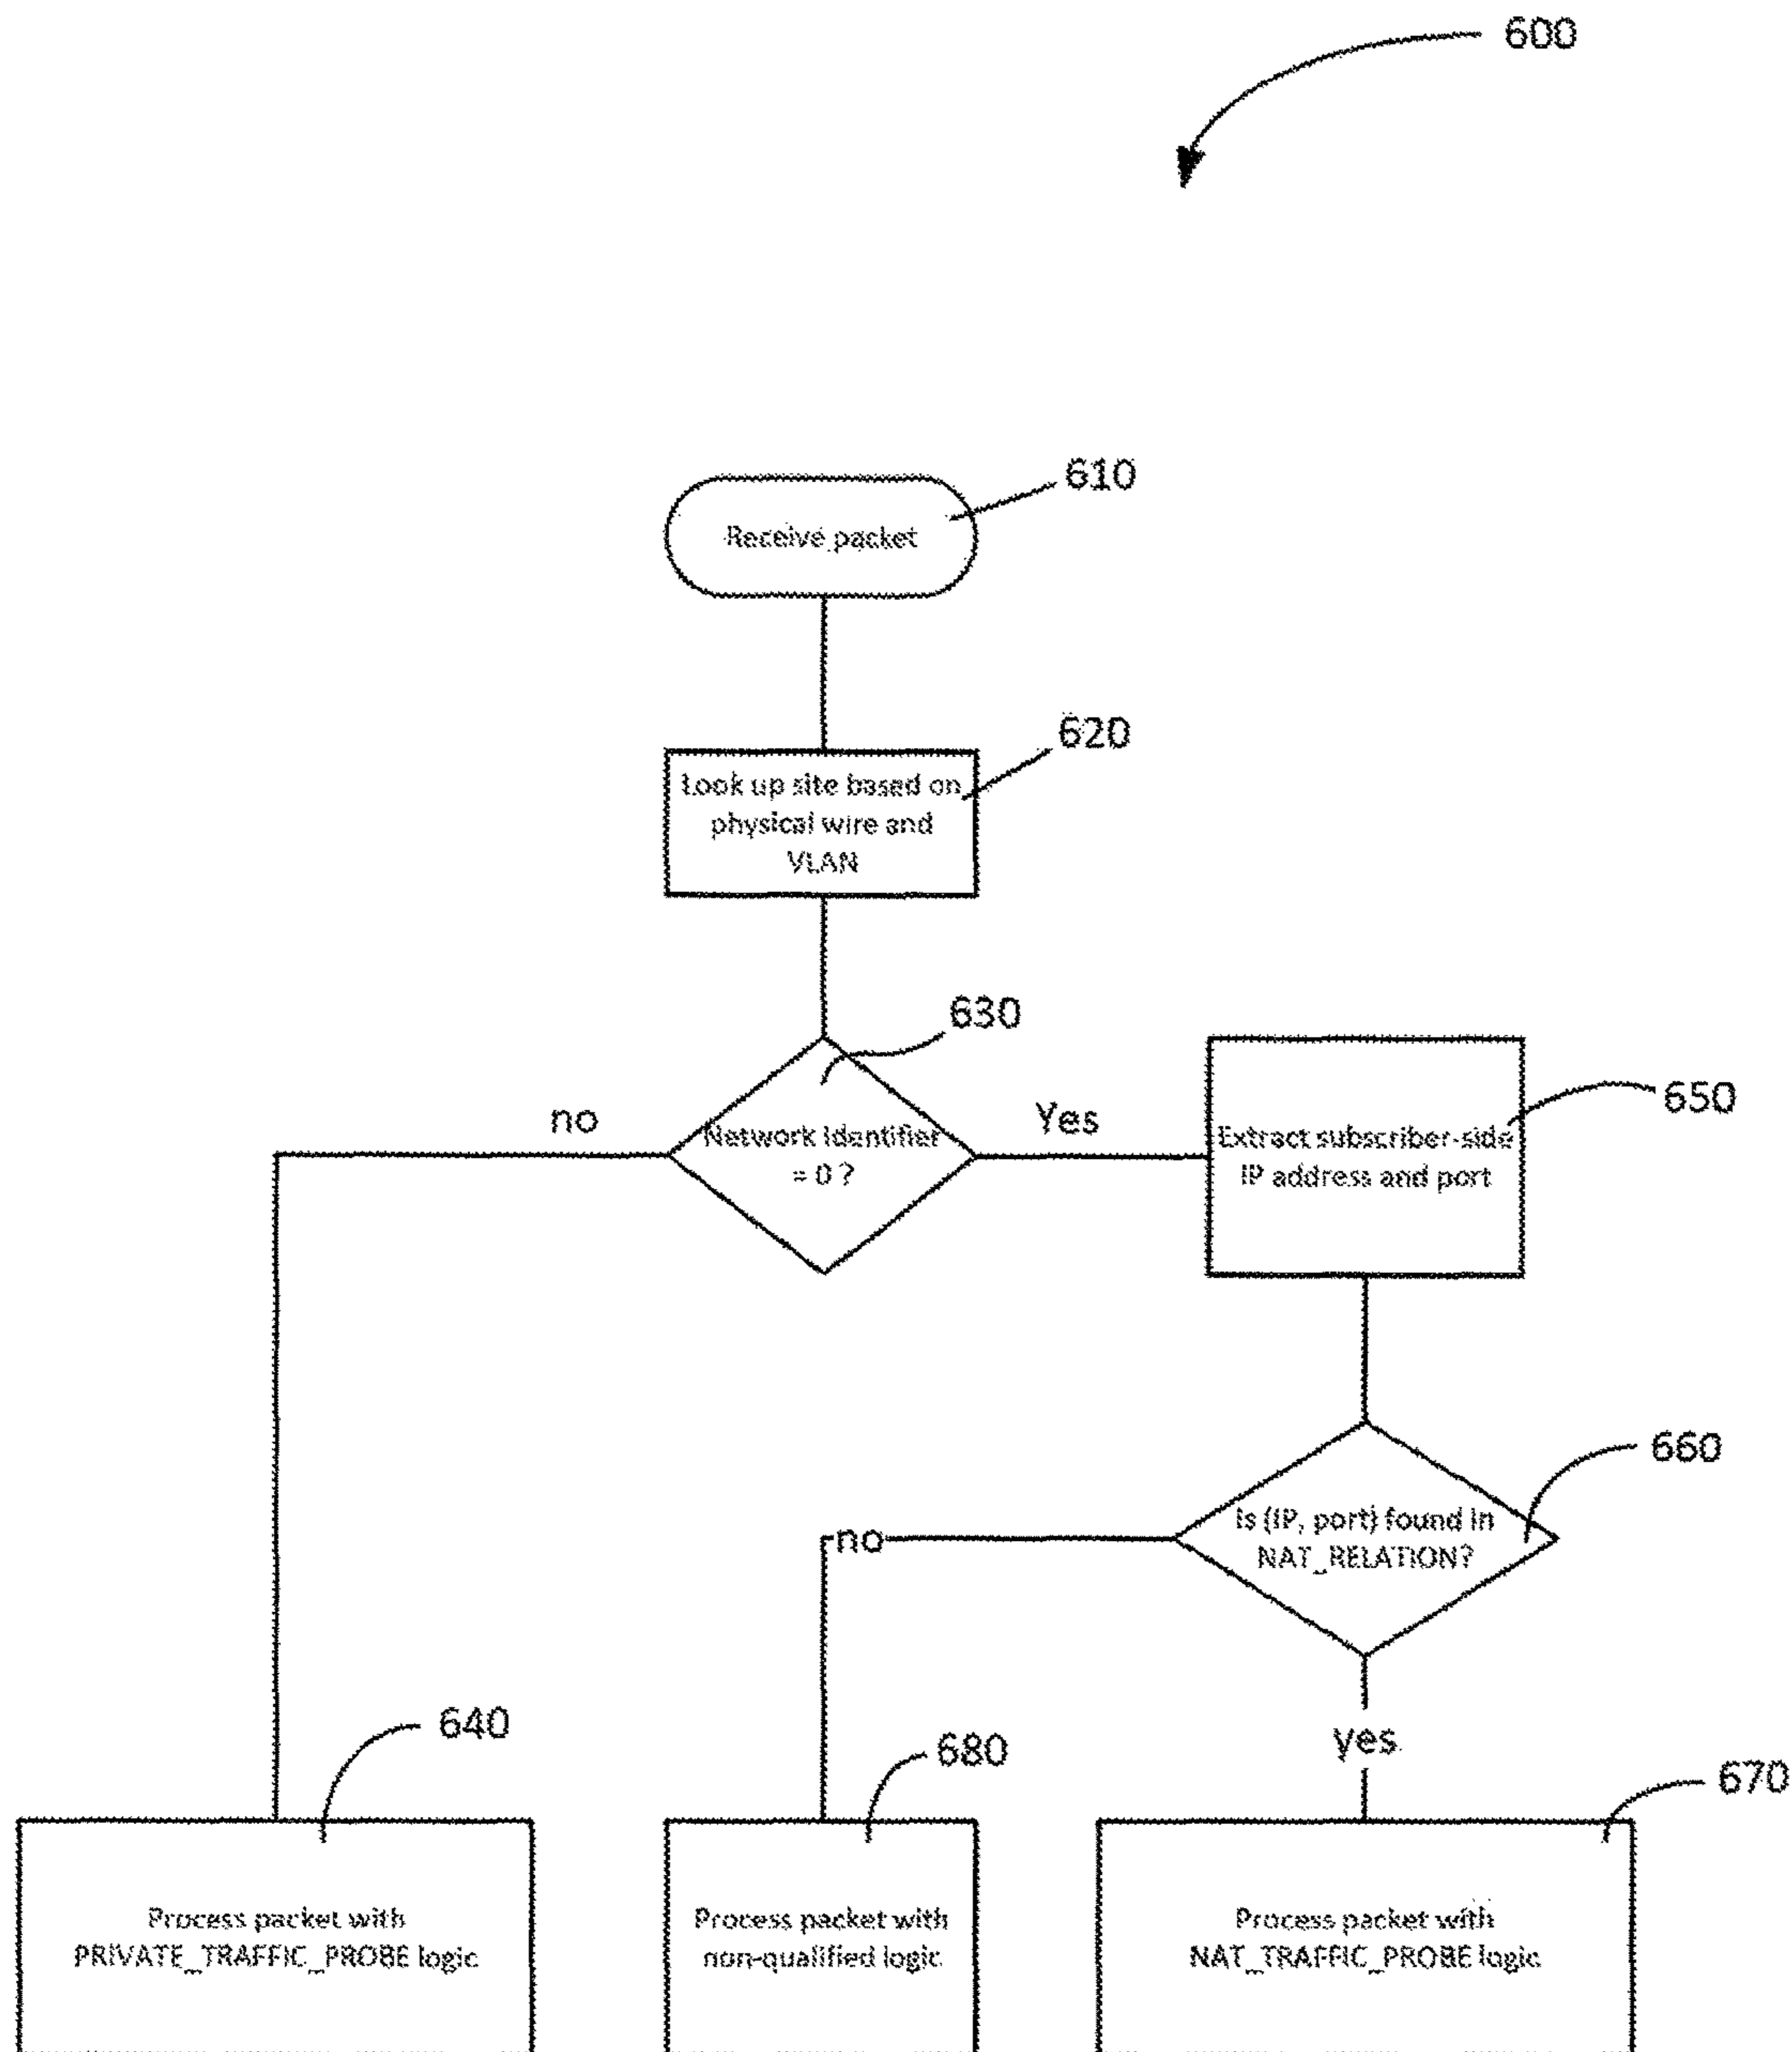 600
610
Receive packet
620
Look up site based on
physical wire and
VLAN
630
no
Network Identifier
= 0 ?
Yes
650
Extract subscriber-side
IP address and port
660
Is (IP, port) found in
NAT_RELATION?
no
yes
640
680
670
Process packet with
PRIVATE_TRAFFIC_PROBE logic
Process packet with
non-qualified logic
Process packet with
NAT_TRAFFIC_PROBE logic